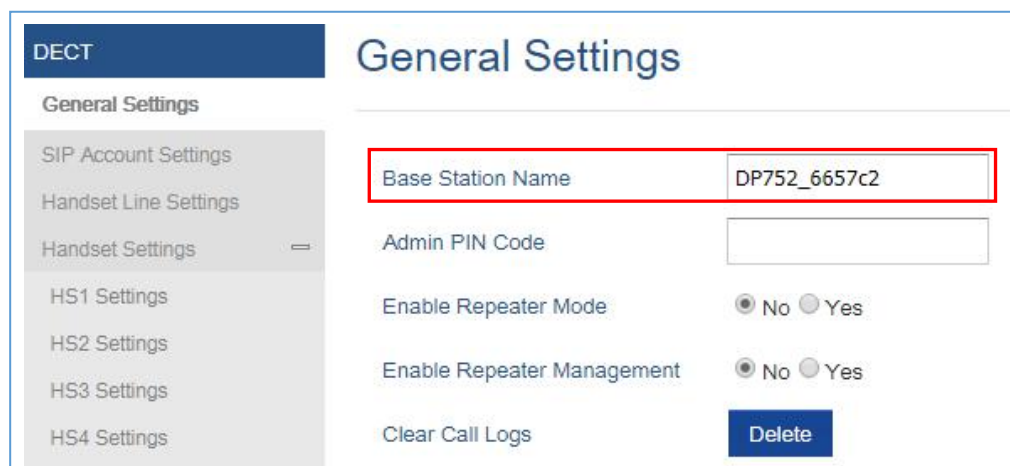 DECT
General Settings
SIP Account Settings
Handset Line Settings
Handset Settings
HS1 Settings
HS2 Settings
HS3 Settings
HS4 Settings
General Settings
Base Station Name DP752_6657c2
Admin PIN Code
Enable Repeater Mode No Yes
Enable Repeater Management No Yes
Clear Call Logs Delete